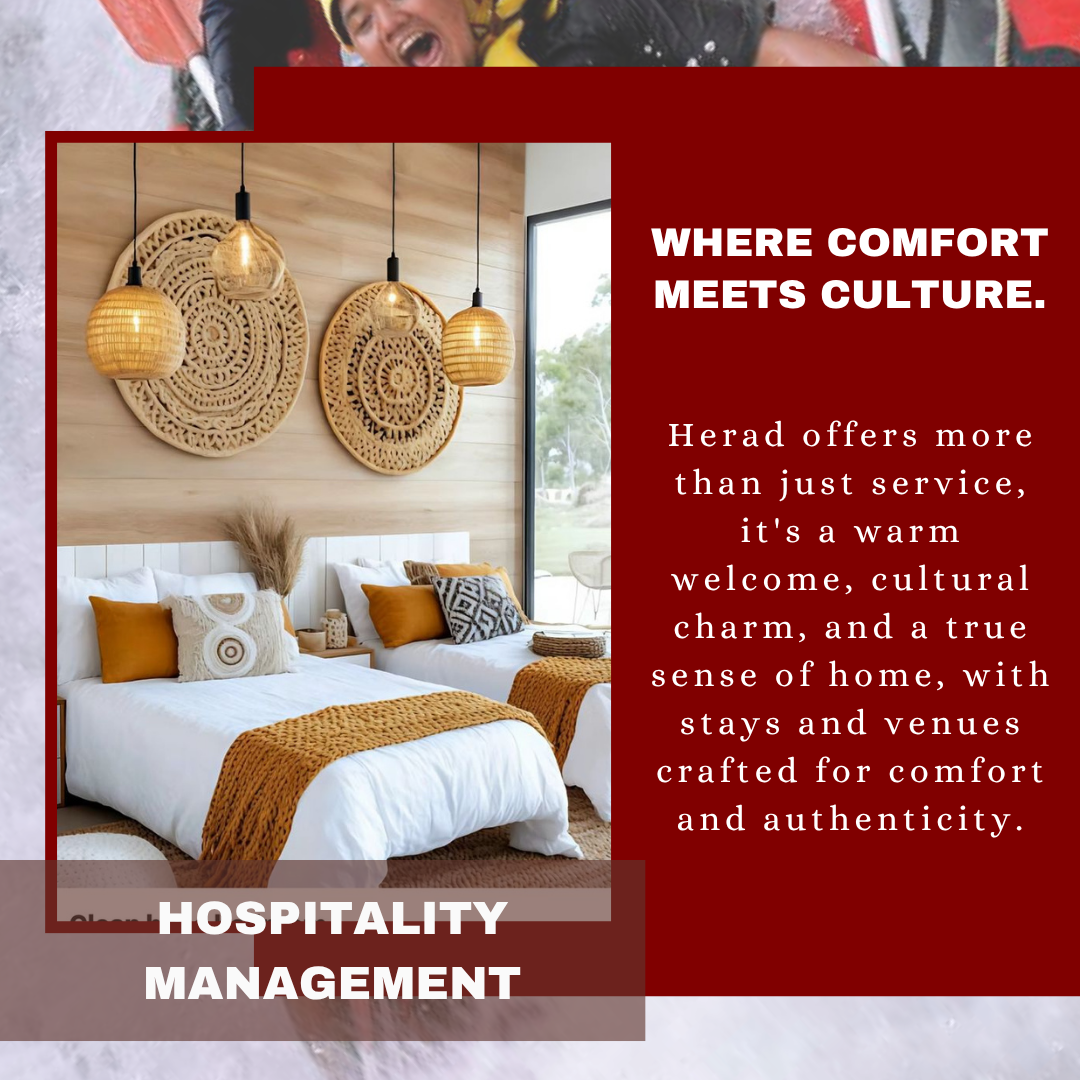 WHERE COMFORT
MEETS CULTURE.
Herad offers more
than just service,
it's a warm
welcome, cultural
charm, and a true
sense of home, with
stays and venues
crafted for comfort
and authenticity.
HOSPITALITY
MANAGEMENT